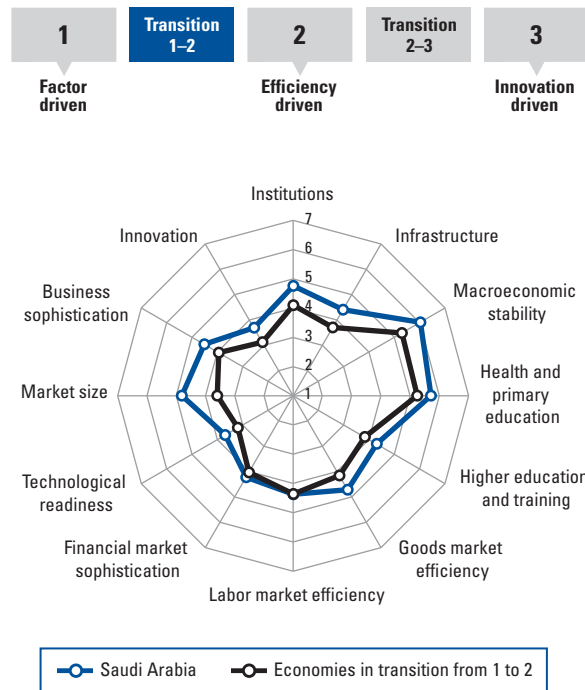 1
Transition
1–2
2
Transition
2–3
3
Factor
driven
Efficiency
driven
Innovation
driven
Institutions
7
6
5
4
3
2
1
Infrastructure
Macroeconomic
stability
Health and
primary
education
Higher education
and training
Goods market
efficiency
Labor market efficiency
Financial market
sophistication
Technological
readiness
Market size
Business
sophistication
Innovation
Saudi Arabia
Economies in transition from 1 to 2